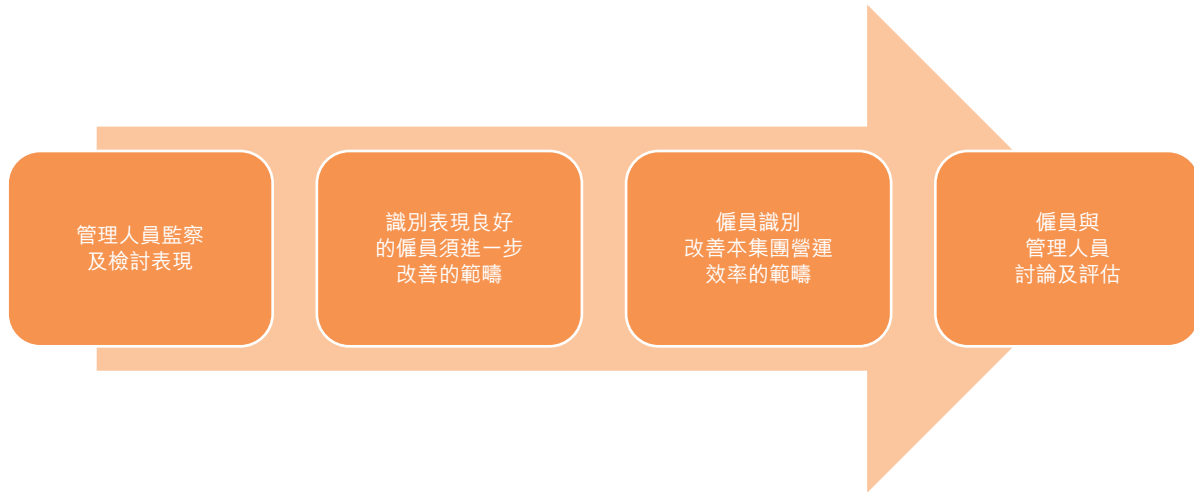 管理人員監察
及檢討表現
識別表現良好
的僱員須進一步
改善的範疇
僱員識別
改善本集團營運
效率的範疇
僱員與
管理人員
討論及評估